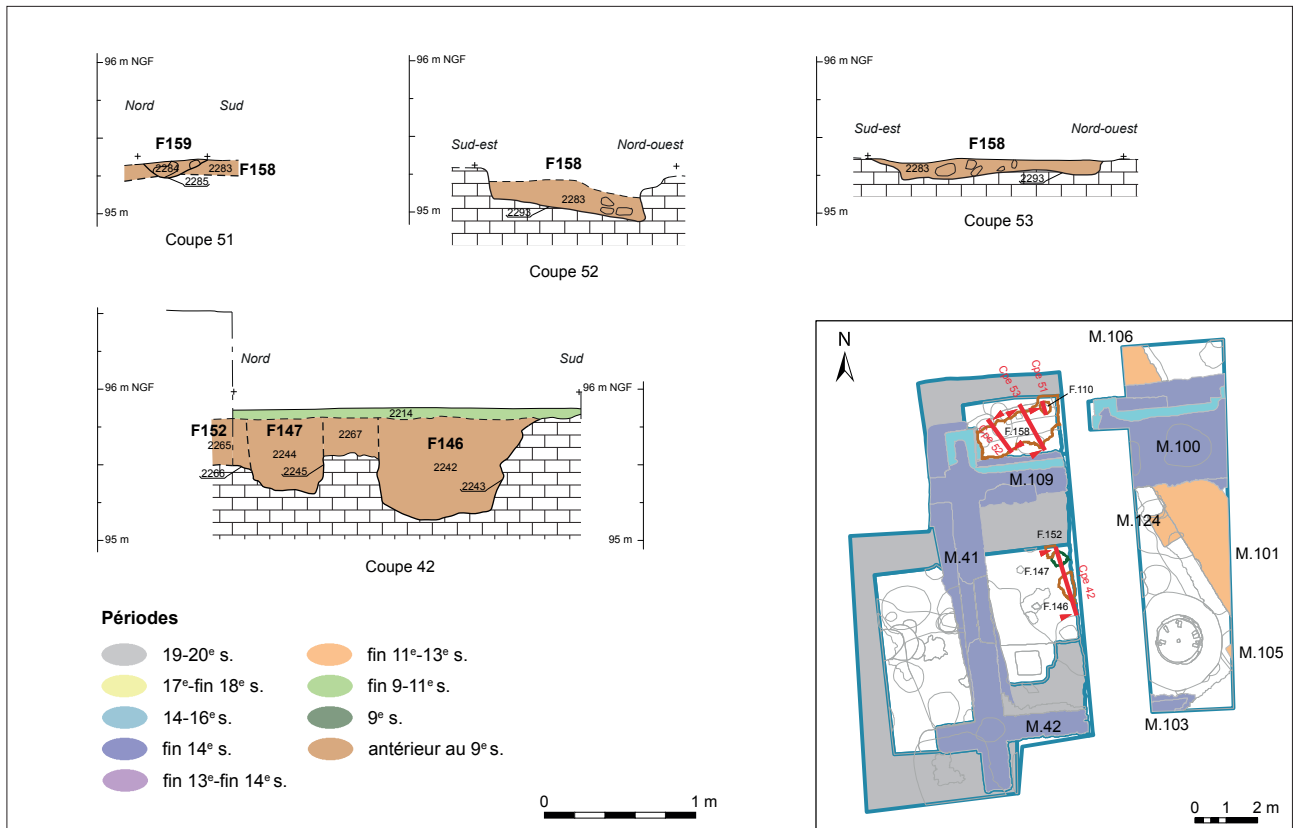 96 m NGF
Nord
Sud
F159
2284
2283
F158
2285
95 m
Coupe 51
96 m NGF
Sud-est
Nord-ouest
F158
2283
2293
95 m
Coupe 52
96 m NGF
Sud-est
Nord-ouest
F158
2283
2293
95 m
Coupe 53
Nord
Sud
96 m NGF
96 m NGF
2214
F152
F147
2267
F146
2265
2244
2242
2266
2245
2243
95 m
95 m
Coupe 42
Périodes
19-20e s.
17e-fin 18e s.
14-16e s.
fin 14e s.
fin 13e-fin 14e s.
fin 11e-13e s.
fin 9-11e s.
9e s.
antérieur au 9e s.
0 1 m
N
M.106
Cpe 53
Cpe 51
F.110
F.158
Cpe 52
M.100
M.109
M.124
F.152
M.41
F.147
Cpe 42
M.101
F.146
M.105
M.42
M.103
0 1 2 m